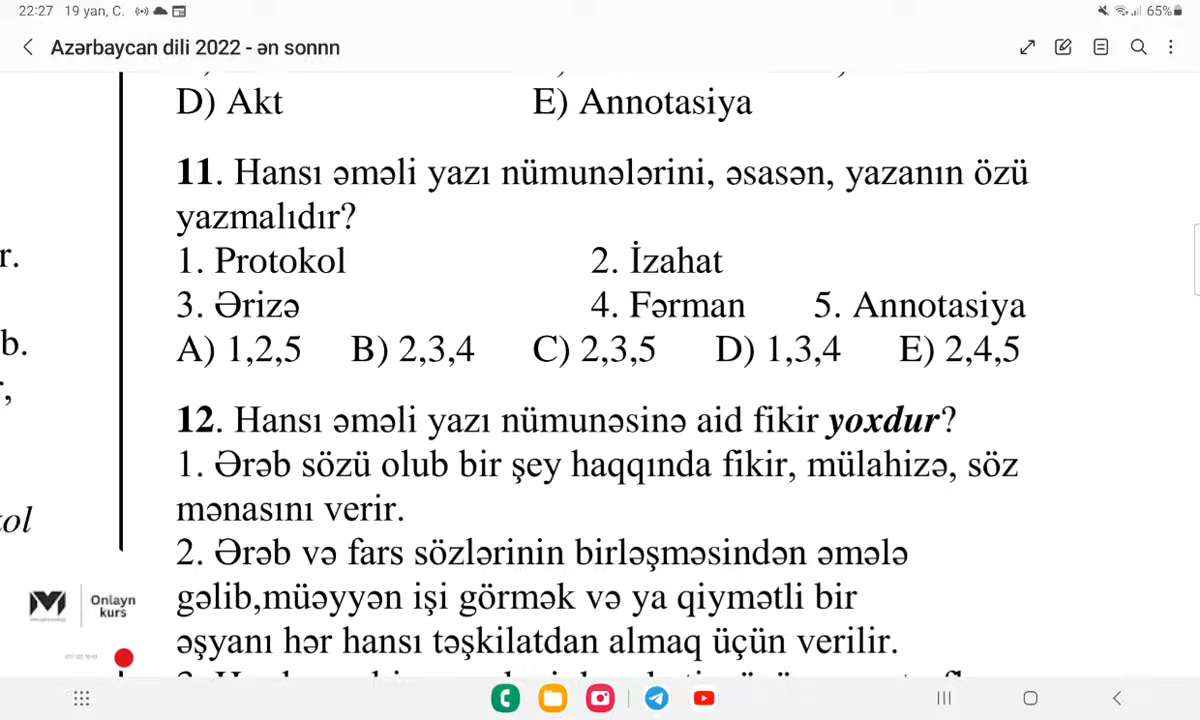 22:27 19 yan, C. 65%
Azərbaycan dili 2022 - ən sonnn
D) Akt E) Annotasiya
11. Hansı əməli yazı nümunələrini, əsasən, yazanın özü
yazmalıdır?
r.
1. Protokol 2. İzahat
3. Ərizə 4. Fərman 5. Annotasiya
b.
A) 1,2,5 B) 2,3,4 C) 2,3,5 D) 1,3,4 E) 2,4,5
12. Hansı əməli yazı nümunəsinə aid fikir yoxdur?
1. Ərəb sözü olub bir şey haqqında fikir, mülahizə, söz
mənasını verir.
ol
2. Ərəb və fars sözlərinin birləşməsindən əmələ
gəlib,müəyyən işi görmək və ya qiymətli bir
əşyanı hər hansı təşkilatdan almaq üçün verilir.
Onlayn
kurs